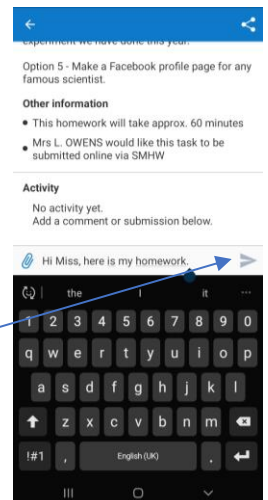 experiment we have done this year.
Option 5 - Make a Facebook profile page for any
famous scientist.
Other information
• This homework will take approx. 60 minutes
• Mrs L. OWENS would like this task to be
submitted online via SMHW
Activity
No activity yet.
Add a comment or submission below.
Hi Miss, here is my homework.
the I it ...
1 2 3 4 5 6 7 8 9 0
q w e r t y u i o p
a s d f g h j k l
z x c v b n m
!#1 , English (UK) .